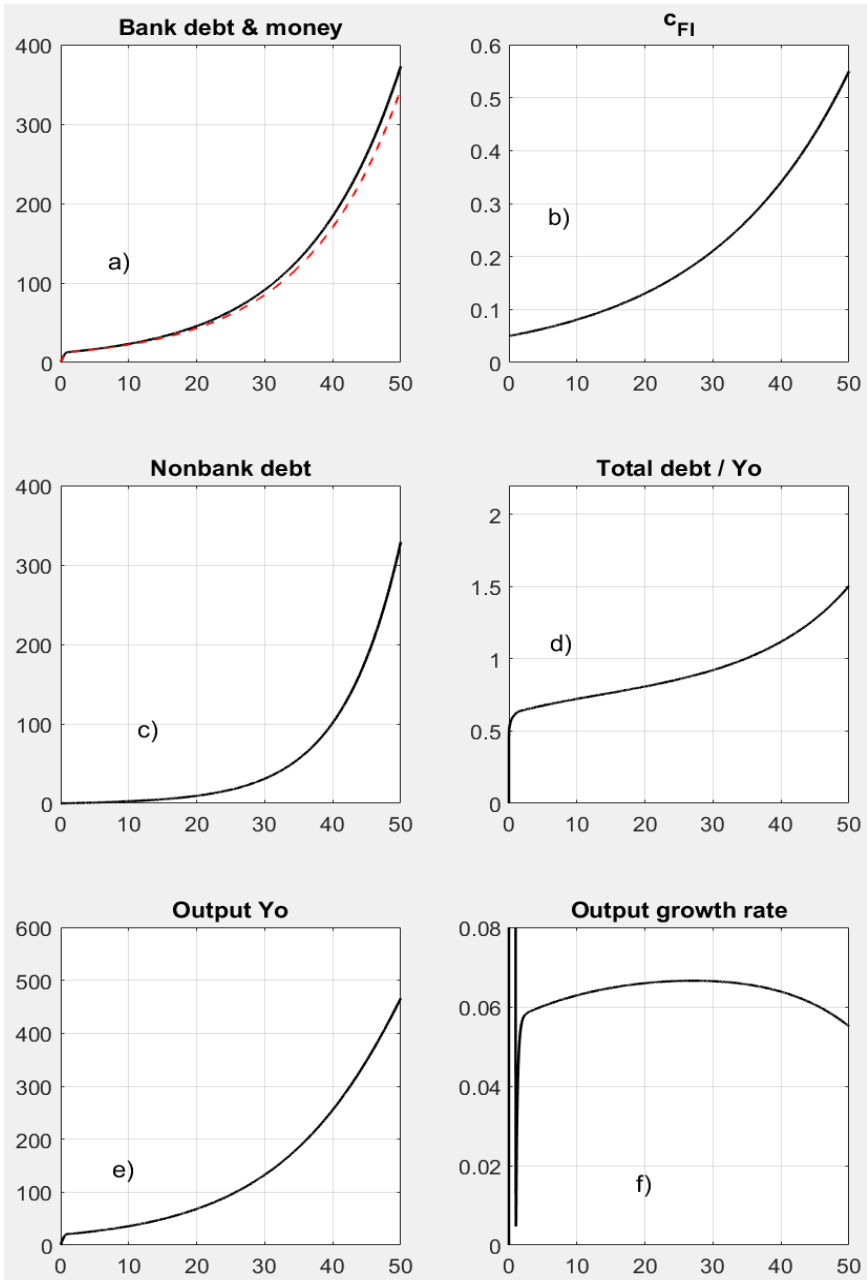 Bank debt & money
400
300
200
100
0
a)
0 10 20 30 40 50
c_FI
0.6
0.5
0.4
0.3
0.2
0.1
0
b)
0 10 20 30 40 50
Nonbank debt
400
300
200
100
0
c)
0 10 20 30 40 50
Total debt / Yo
2
1.5
1
0.5
0
d)
0 10 20 30 40 50
Output Yo
600
500
400
300
200
100
0
e)
0 10 20 30 40 50
Output growth rate
0.08
0.06
0.04
0.02
0
f)
0 10 20 30 40 50